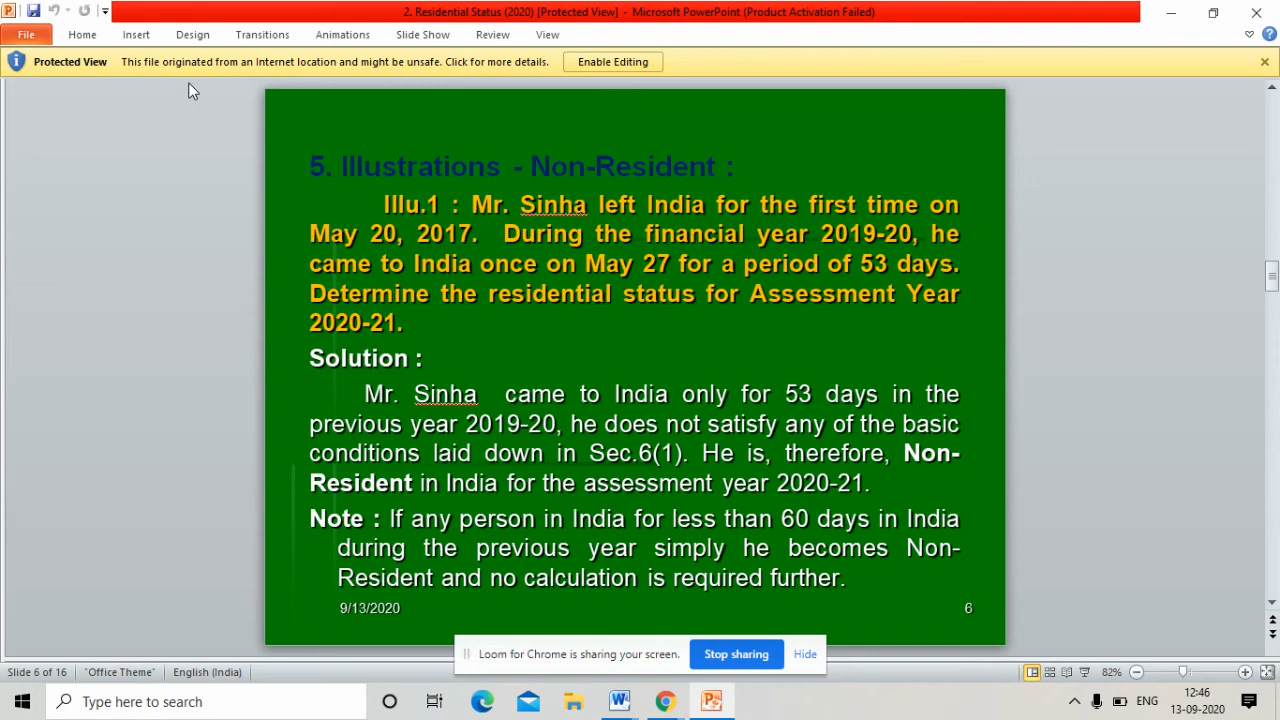 2. Residential Status (2020) [Protected View] - Microsoft PowerPoint (Product Activation Failed)
File Home Insert Design Transitions Animations Slide Show Review View
Protected View This file originated from an Internet location and might be unsafe. Click for more details. Enable Editing
5. Illustrations - Non-Resident :
Illu.1 : Mr. Sinha left India for the first time on
May 20, 2017. During the financial year 2019-20, he
came to India once on May 27 for a period of 53 days.
Determine the residential status for Assessment Year
2020-21.
Solution :
Mr. Sinha came to India only for 53 days in the
previous year 2019-20, he does not satisfy any of the basic
conditions laid down in Sec.6(1). He is, therefore, Non-
Resident in India for the assessment year 2020-21.
Note : If any person in India for less than 60 days in India
during the previous year simply he becomes Non-
Resident and no calculation is required further.
9/13/2020 6
Loom for Chrome is sharing your screen. Stop sharing Hide
Slide 6 of 16 "Office Theme" English (India) 82%
Type here to search ENG 12:46
13-09-2020